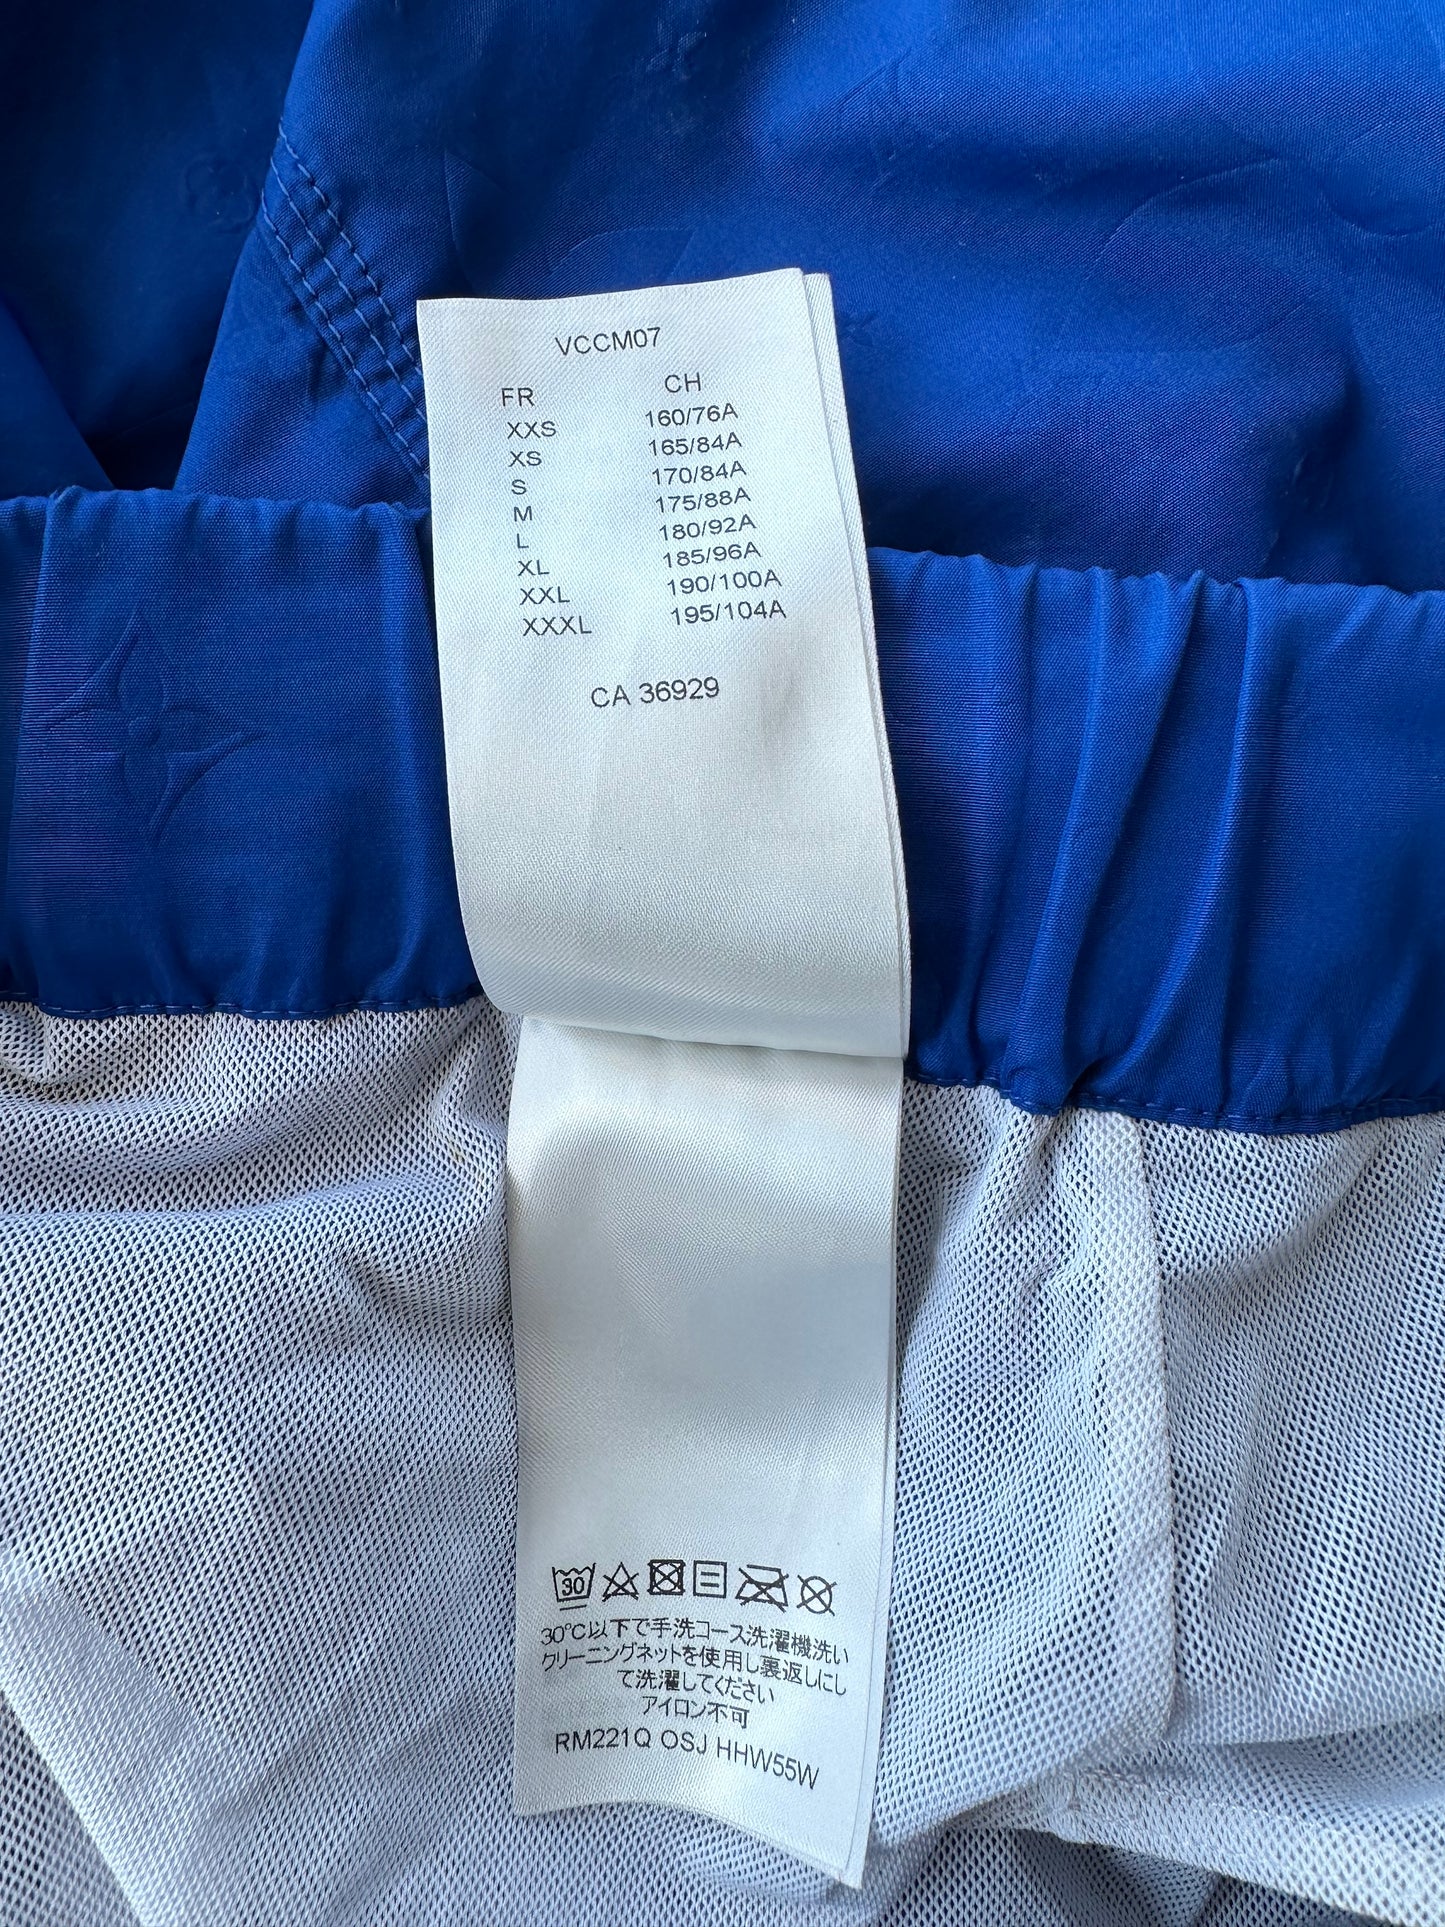 VCCM07
FR CH
XXS 160/76A
XS 165/84A
S 170/84A
M 175/88A
L 180/92A
XL 185/96A
XXL 190/100A
XXXL 195/104A
CA 36929
30
30°C以下で手洗コース洗濯機洗い
クリーニングネットを使用し裏返しにし
て洗濯してください
アイロン不可
RM221Q OSJ HHW55W